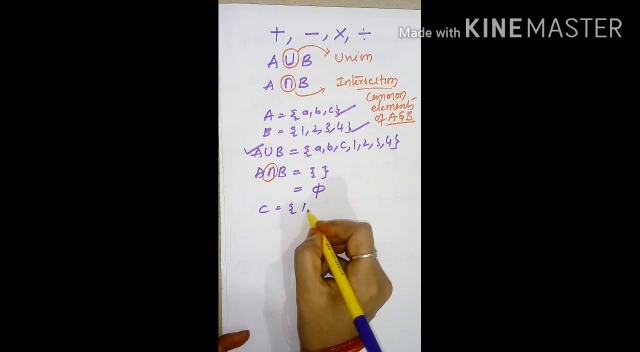 Made with KINEMASTER
+, −, ×, ÷
A ∪ B → Union
A ∩ B → Intersection
Common elements of A & B
A = {a, b, c}
B = {1, 2, 3, 4}
A ∪ B = {a, b, c, 1, 2, 3, 4}
A ∩ B = { }
= ϕ
C = {1,